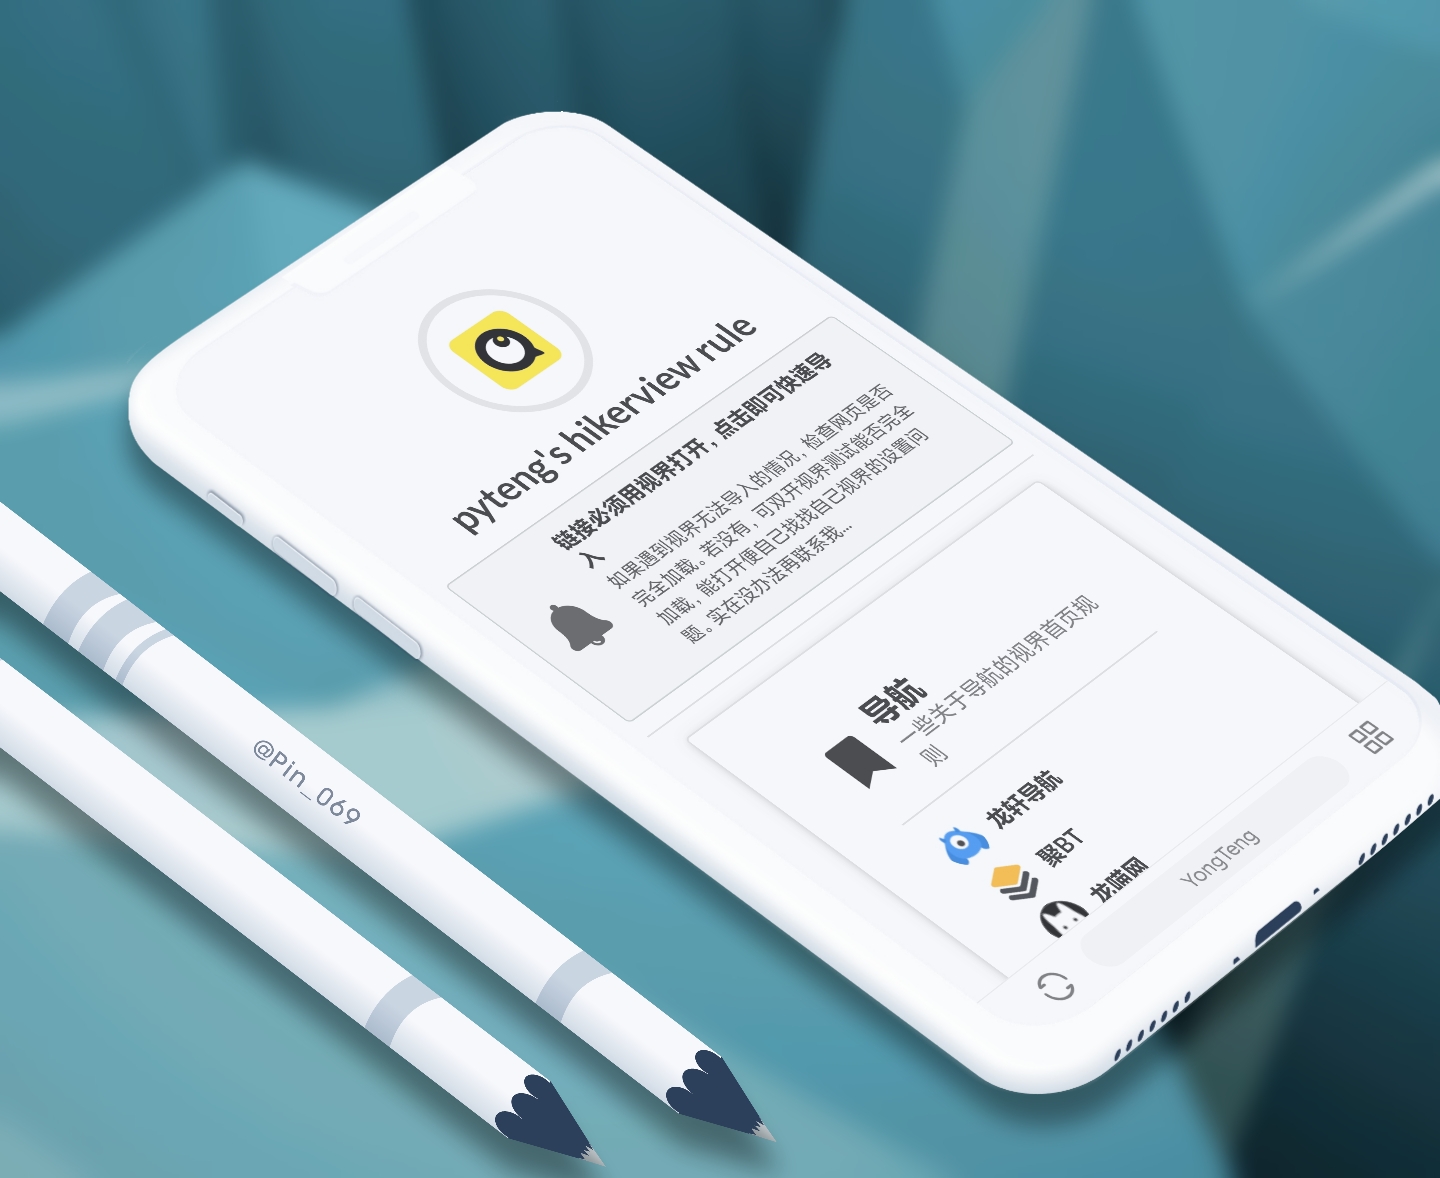 pyteng's hikerview rule
链接必须用视界打开，点击即可快速导
入
如果遇到视界无法导入的情况，检查网页是否
完全加载。若没有，可双开视界测试能否完全
加载，能打开便自己找找自己视界的设置问
题。实在没办法再联系我...
导航
一些关于导航的视界首页规
则
龙轩导航
聚BT
龙喵网
YongTeng
@Pin_069